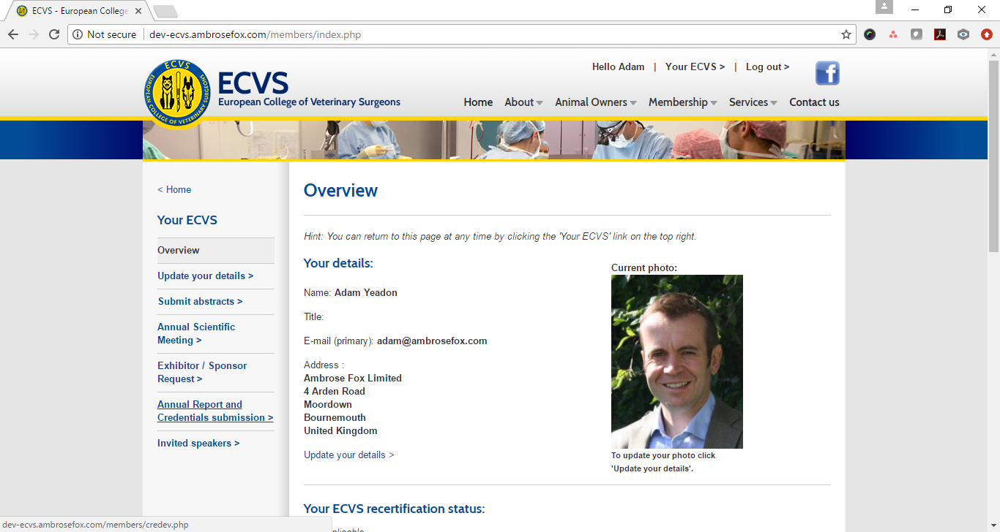 ECVS - European College
Not secure
dev-ecvs.ambrosefox.com/members/index.php
Hello Adam | Your ECVS > | Log out >
f
ECVS
EUROPEAN COLLEGE OF VETERINARY SURGEONS
ECVS
European College of Veterinary Surgeons
Home About Animal Owners Membership Services Contact us
< Home
Your ECVS
Overview
Update your details >
Submit abstracts >
Annual Scientific
Meeting >
Exhibitor / Sponsor
Request >
Annual Report and
Credentials submission >
Invited speakers >
Overview
Hint: You can return to this page at any time by clicking the 'Your ECVS' link on the top right.
Your details:
Name: Adam Yeadon
Title:
E-mail (primary): adam@ambrosefox.com
Address :
Ambrose Fox Limited
4 Arden Road
Moordown
Bournemouth
United Kingdom
Update your details >
Current photo:
To update your photo click
'Update your details'.
Your ECVS recertification status:
dev-ecvs.ambrosefox.com/members/credev.php